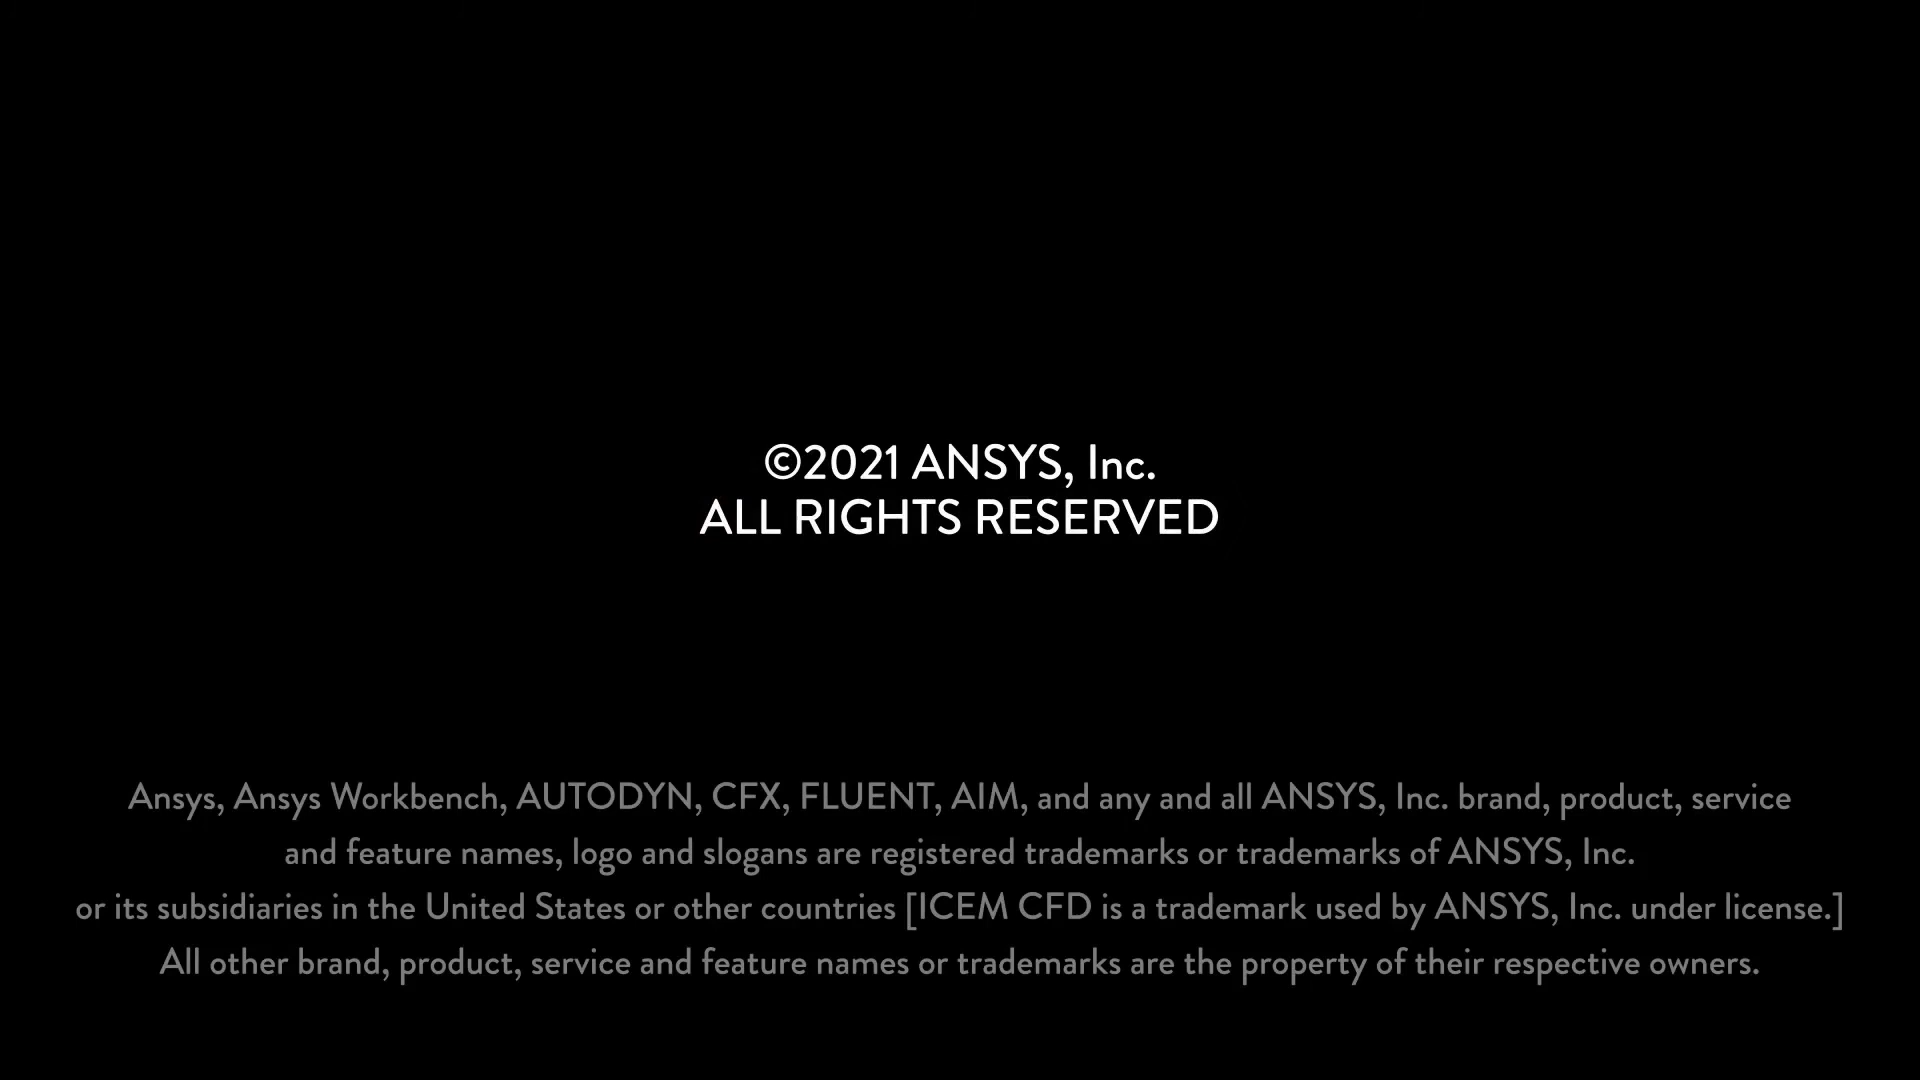 ©2021 ANSYS, Inc.
ALL RIGHTS RESERVED
Ansys, Ansys Workbench, AUTODYN, CFX, FLUENT, AIM, and any and all ANSYS, Inc. brand, product, service
and feature names, logo and slogans are registered trademarks or trademarks of ANSYS, Inc.
or its subsidiaries in the United States or other countries [ICEM CFD is a trademark used by ANSYS, Inc. under license.]
All other brand, product, service and feature names or trademarks are the property of their respective owners.